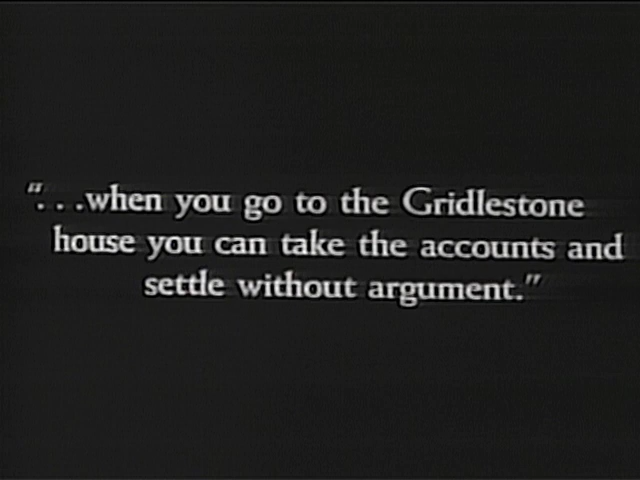 “. . .when you go to the Gridlestone
house you can take the accounts and
settle without argument.”